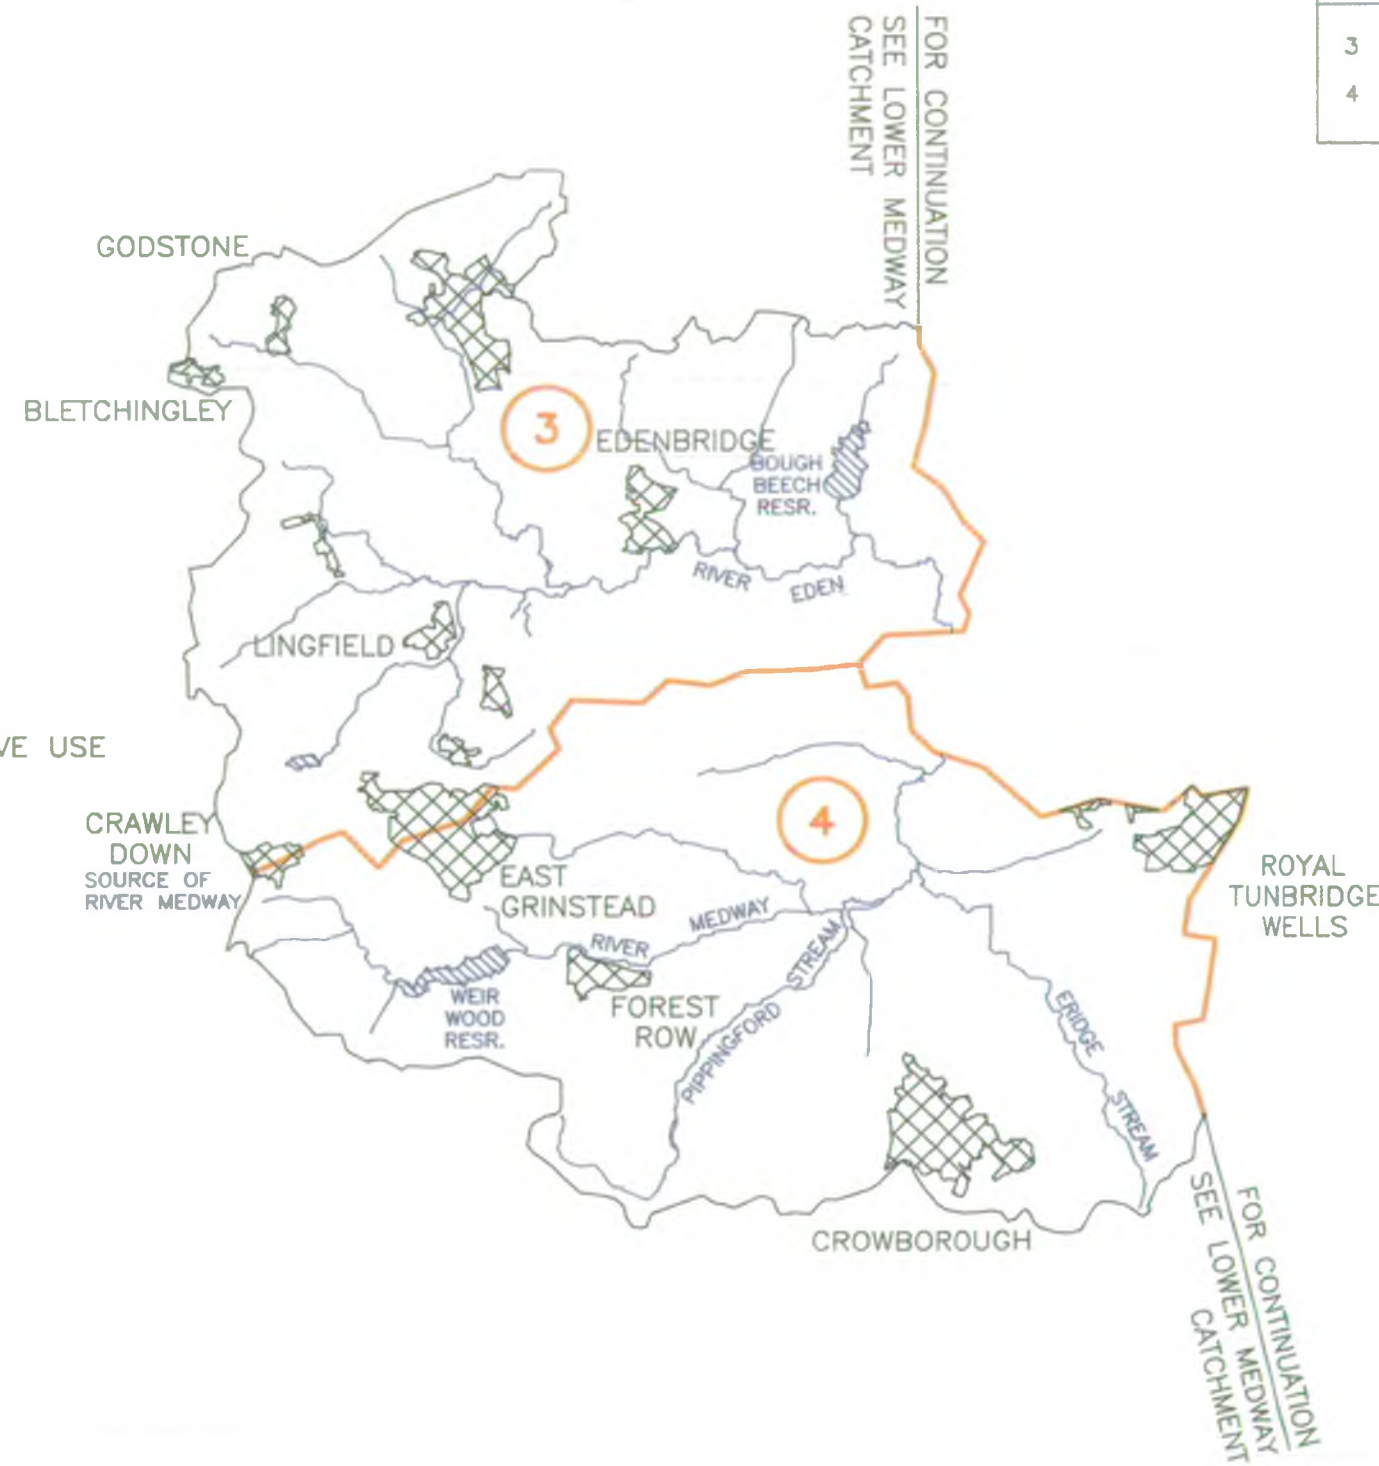 FOR CONTINUATION
SEE LOWER MEDWAY
CATCHMENT
3
4
GODSTONE
BLETCHINGLEY
3
EDENBRIDGE
BOUGH
BEECH
RESR.
RIVER EDEN
LINGFIELD
VE USE
CRAWLEY
DOWN
SOURCE OF
RIVER MEDWAY
4
EAST
GRINSTEAD
ROYAL
TUNBRIDGE
WELLS
RIVER MEDWAY
WEIR
WOOD
RESR.
FOREST
ROW
PIPPINGFORD STREAM
ERIDGE STREAM
CROWBOROUGH
FOR CONTINUATION
SEE LOWER MEDWAY
CATCHMENT